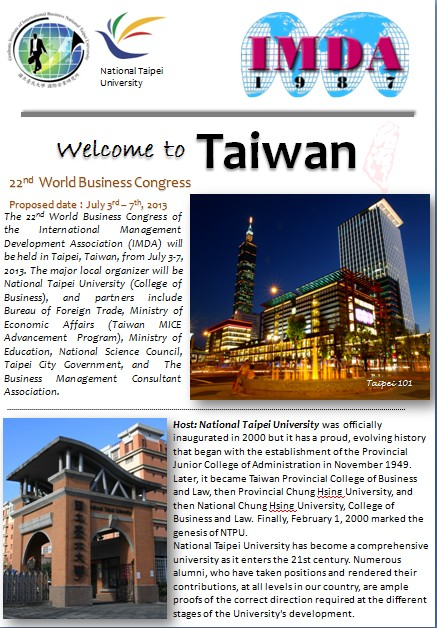 National Taipei
University
IMDA
1987
Welcome to Taiwan
22nd World Business Congress
Proposed date : July 3rd – 7th, 2013
The 22nd World Business Congress of
the International Management
Development Association (IMDA) will
be held in Taipei, Taiwan, from July 3-7,
2013. The major local organizer will be
National Taipei University (College of
Business), and partners include
Bureau of Foreign Trade, Ministry of
Economic Affairs (Taiwan MICE
Advancement Program), Ministry of
Education, National Science Council,
Taipei City Government, and The
Business Management Consultant
Association.
Taipei 101
Host: National Taipei University was officially
inaugurated in 2000 but it has a proud, evolving history
that began with the establishment of the Provincial
Junior College of Administration in November 1949.
Later, it became Taiwan Provincial College of Business
and Law, then Provincial Chung Hsing University, and
then National Chung Hsing University, College of
Business and Law. Finally, February 1, 2000 marked the
genesis of NTPU.
National Taipei University has become a comprehensive
university as it enters the 21st century. Numerous
alumni, who have taken positions and rendered their
contributions, at all levels in our country, are ample
proofs of the correct direction required at the different
stages of the University's development.